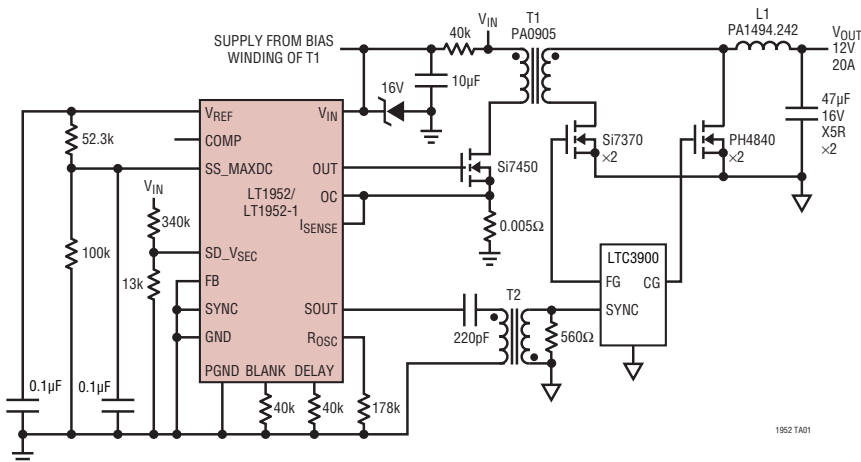 SUPPLY FROM BIAS
WINDING OF T1
40k
VIN
T1
PA0905
L1
PA1494.242
VOUT
12V
20A
10µF
16V
47µF
16V
X5R
×2
VREF
VIN
52.3k
COMP
SS_MAXDC
OUT
Si7450
Si7370
×2
PH4840
×2
VIN
LT1952/
LT1952-1
OC
ISENSE
340k
0.005Ω
100k
SD_VSEC
LTC3900
13k
FB
FG
CG
T2
SYNC
SOUT
SYNC
220pF
560Ω
GND
ROSC
PGND
BLANK
DELAY
0.1µF
0.1µF
40k
40k
178k
1952 TA01